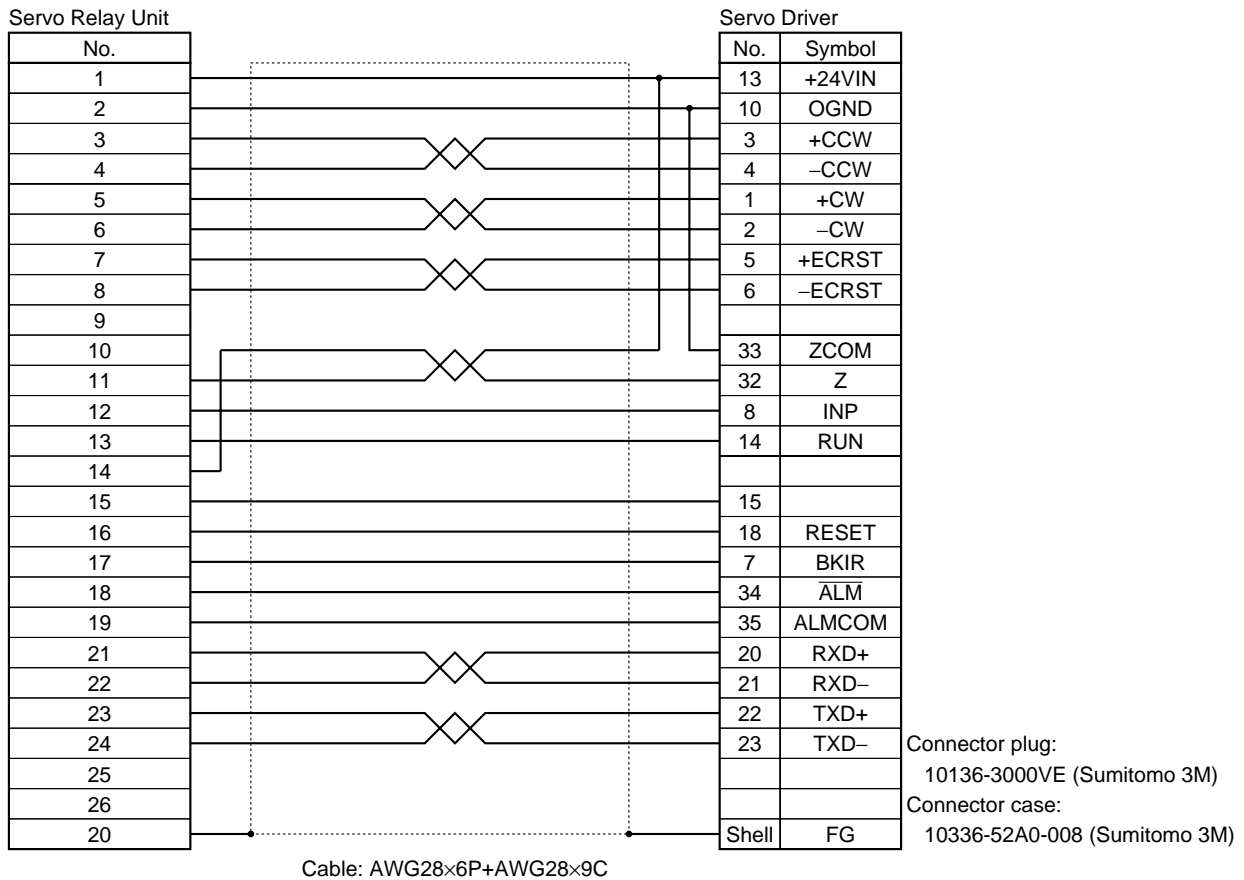 Servo Relay Unit Servo Driver
No. No. Symbol
1 13 +24VIN
2 10 OGND
3 3 +CCW
4 4 −CCW
5 1 +CW
6 2 −CW
7 5 +ECRST
8 6 −ECRST
9
10 33 ZCOM
11 32 Z
12 8 INP
13 14 RUN
14
15 15
16 18 RESET
17 7 BKIR
18 34 A̅L̅M̅
19 35 ALMCOM
21 20 RXD+
22 21 RXD−
23 22 TXD+
24 23 TXD− Connector plug:
25 10136-3000VE (Sumitomo 3M)
26 Connector case:
20 Shell FG 10336-52A0-008 (Sumitomo 3M)
Cable: AWG28×6P+AWG28×9C